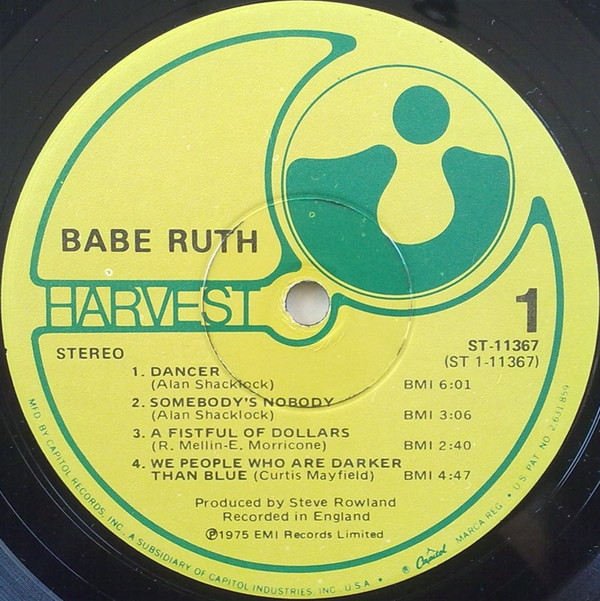 BABE RUTH
HARVEST
1
STEREO
ST-11367
(ST 1-11367)
1. DANCER
(Alan Shacklock) BMI 6:01
2. SOMEBODY'S NOBODY
(Alan Shacklock) BMI 3:06
3. A FISTFUL OF DOLLARS
(R. Mellin-E. Morricone) BMI 2:40
4. WE PEOPLE WHO ARE DARKER
THAN BLUE (Curtis Mayfield) BMI 4:47
Produced by Steve Rowland
Recorded in England
℗1975 EMI Records Limited
MFD. BY CAPITOL RECORDS, INC. A SUBSIDIARY OF CAPITOL INDUSTRIES, INC. U.S.A. • ® Capitol MARCA REG. • U.S. PAT. NO. 2,631,859